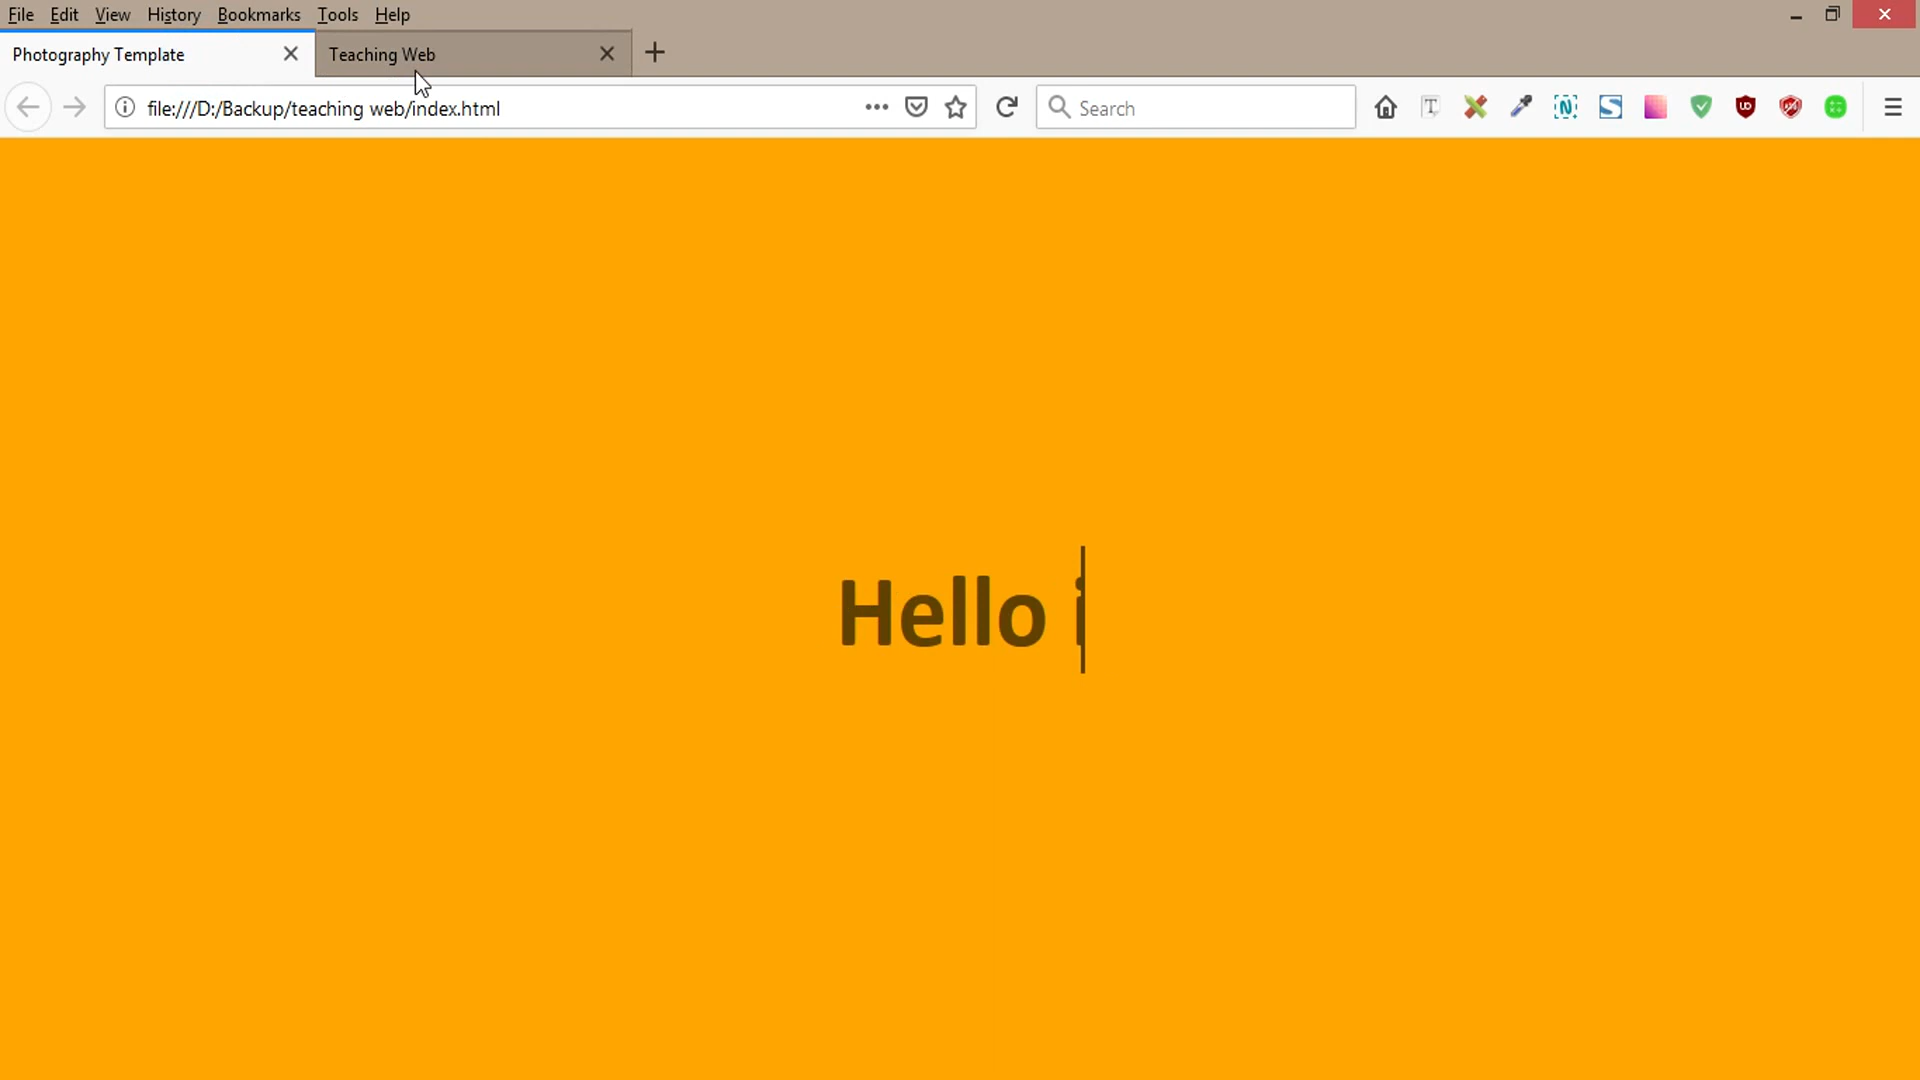 File Edit View History Bookmarks Tools Help
Photography Template
Teaching Web
file:///D:/Backup/teaching web/index.html
Search
Hello i